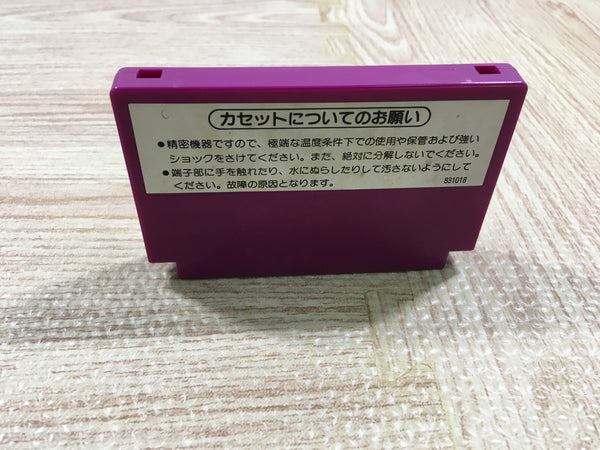 カセットについてのお願い
●精密機器ですので、極端な温度条件下での使用や保管および強い
ショックをさけてください。また、絶対に分解しないでください。
●端子部に手を触れたり、水にぬらしたりして汚さないようにして
ください。故障の原因となります。
831018